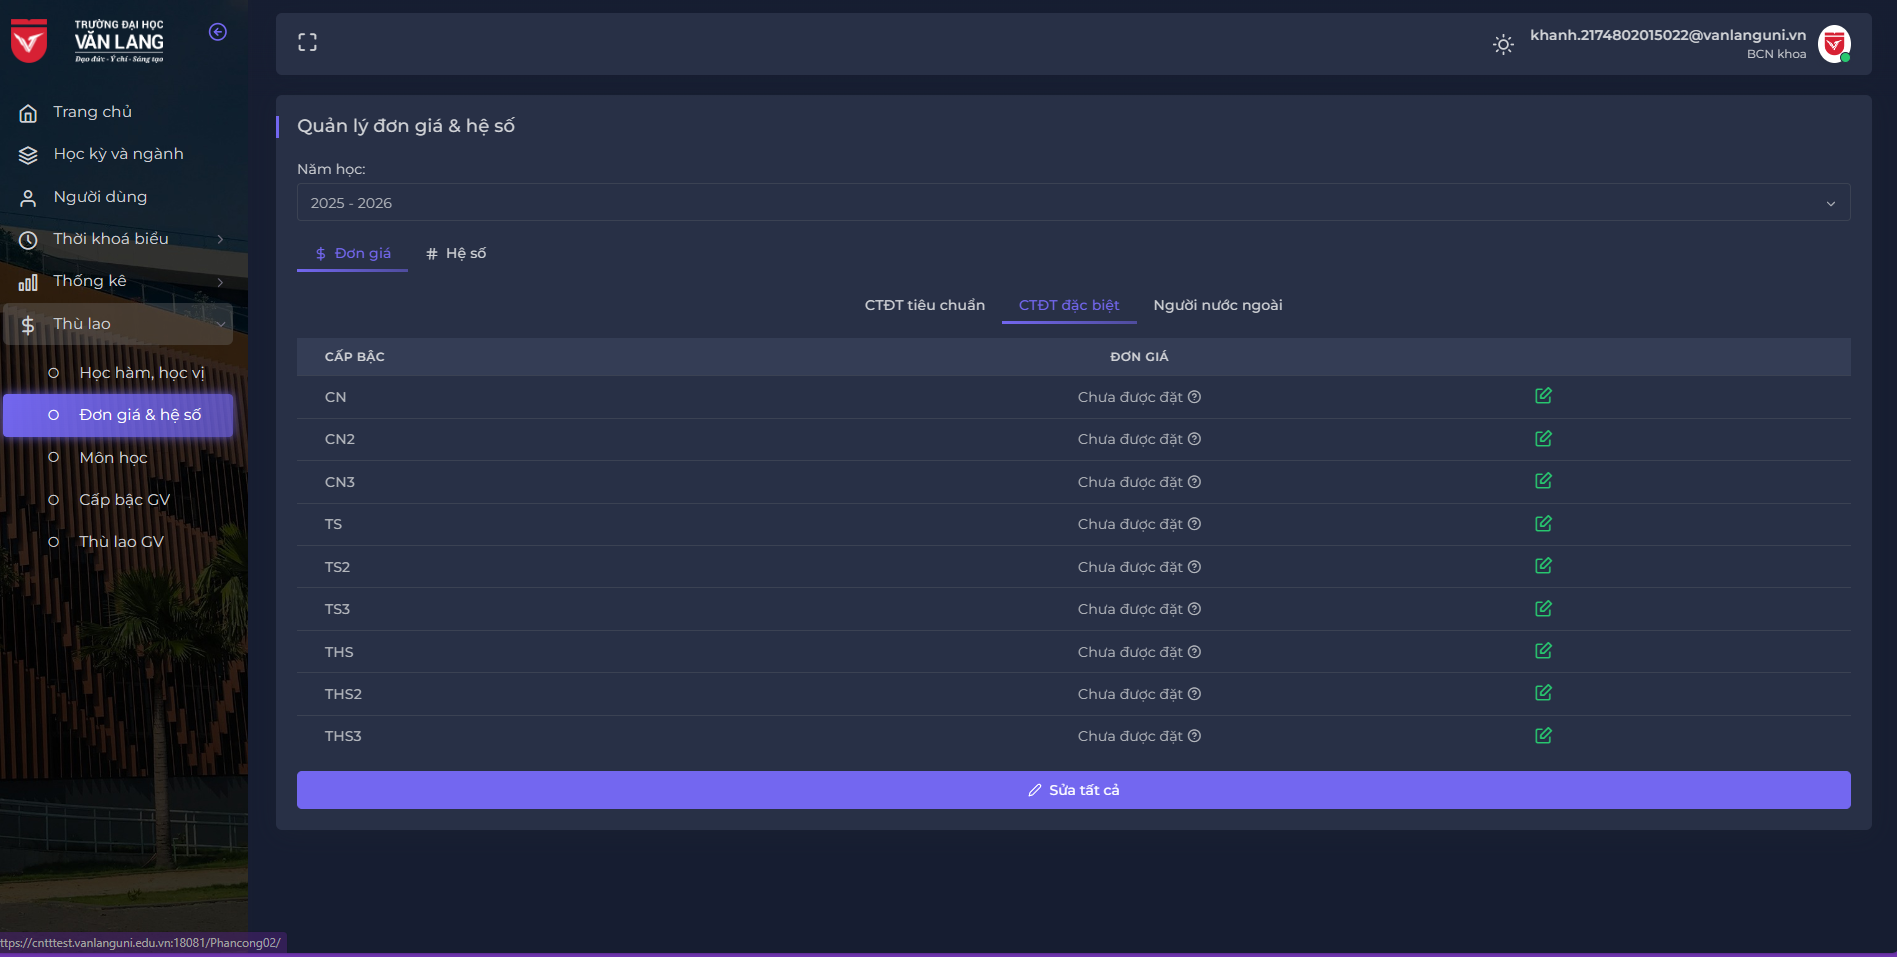 TRƯỜNG ĐẠI HỌC
VĂN LANG
Đạo đức - Ý chí - Sáng tạo
Trang chủ
Học kỳ và ngành
Người dùng
Thời khoá biểu
Thống kê
Thù lao
Học hàm, học vị
Đơn giá & hệ số
Môn học
Cấp bậc GV
Thù lao GV
khanh.2174802015022@vanlanguni.vn
BCN khoa
Quản lý đơn giá & hệ số
Năm học:
2025 - 2026
$ Đơn giá # Hệ số
CTĐT tiêu chuẩn CTĐT đặc biệt Người nước ngoài
CẤP BẬC ĐƠN GIÁ
CN Chưa được đặt
CN2 Chưa được đặt
CN3 Chưa được đặt
TS Chưa được đặt
TS2 Chưa được đặt
TS3 Chưa được đặt
THS Chưa được đặt
THS2 Chưa được đặt
THS3 Chưa được đặt
Sửa tất cả
ttps://cntttest.vanlanguni.edu.vn:18081/Phancong02/